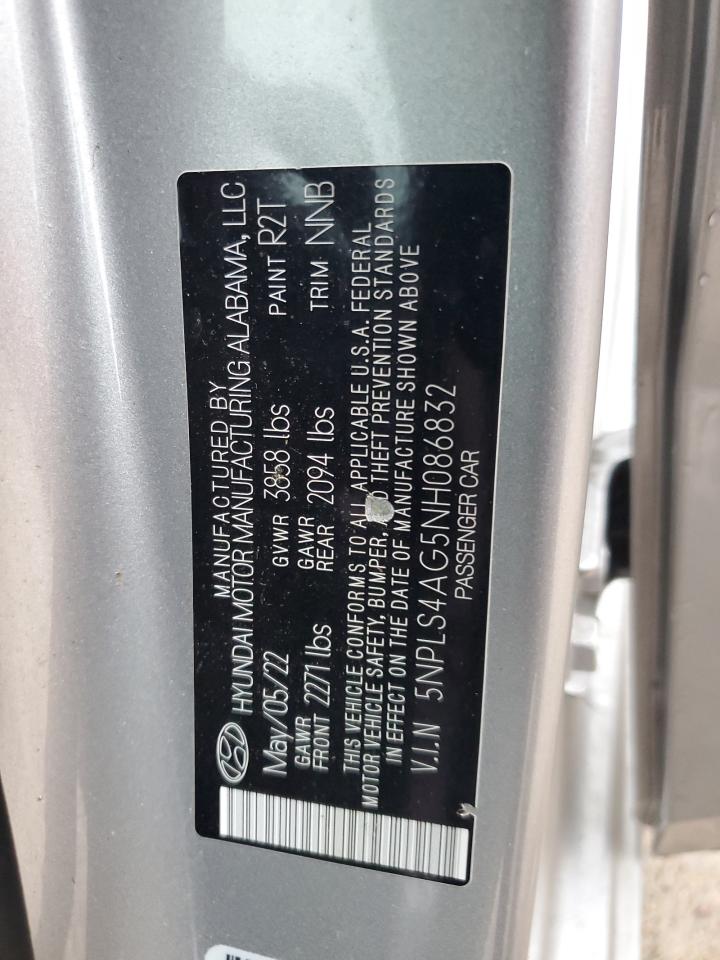 MANUFACTURED BY
HYUNDAI MOTOR MANUFACTURING ALABAMA, LLC
May/05/22 GVWR 3858 lbs PAINT R2T
GAWR FRONT 2271 lbs GAWR REAR 2094 lbs TRIM NNB
THIS VEHICLE CONFORMS TO ALL APPLICABLE U.S.A. FEDERAL
MOTOR VEHICLE SAFETY, BUMPER, AND THEFT PREVENTION STANDARDS
IN EFFECT ON THE DATE OF MANUFACTURE SHOWN ABOVE
V.I.N 5NPLS4AG5NH086832
PASSENGER CAR